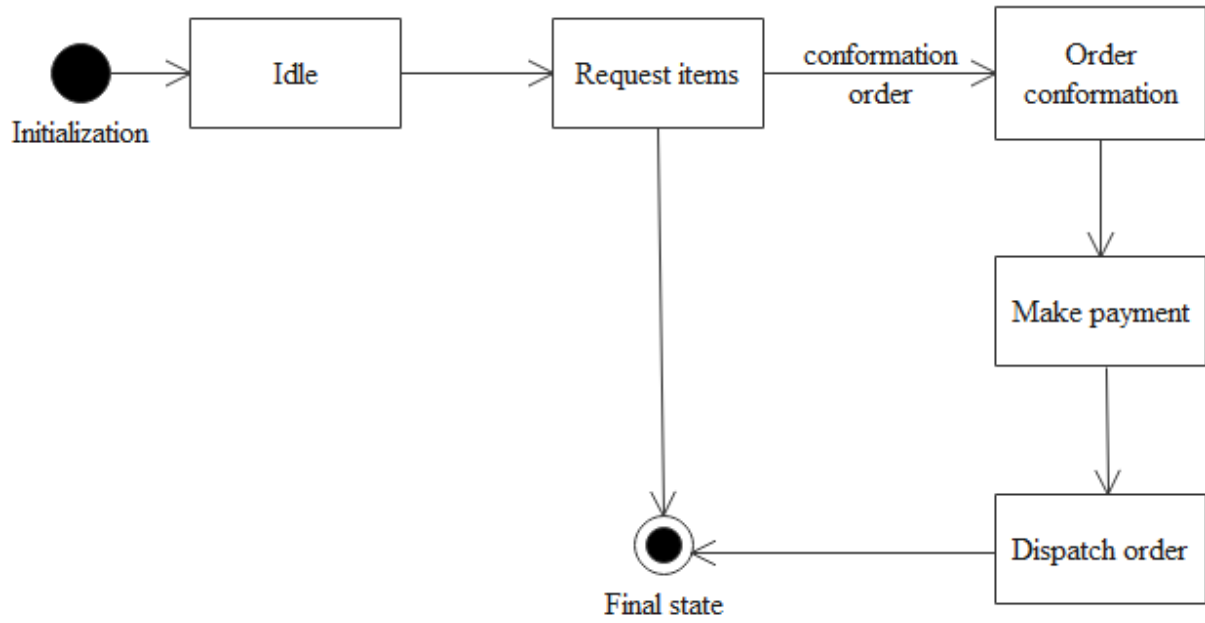 Initialization
Idle
Request items
conformation
order
Order
conformation
Make payment
Dispatch order
Final state